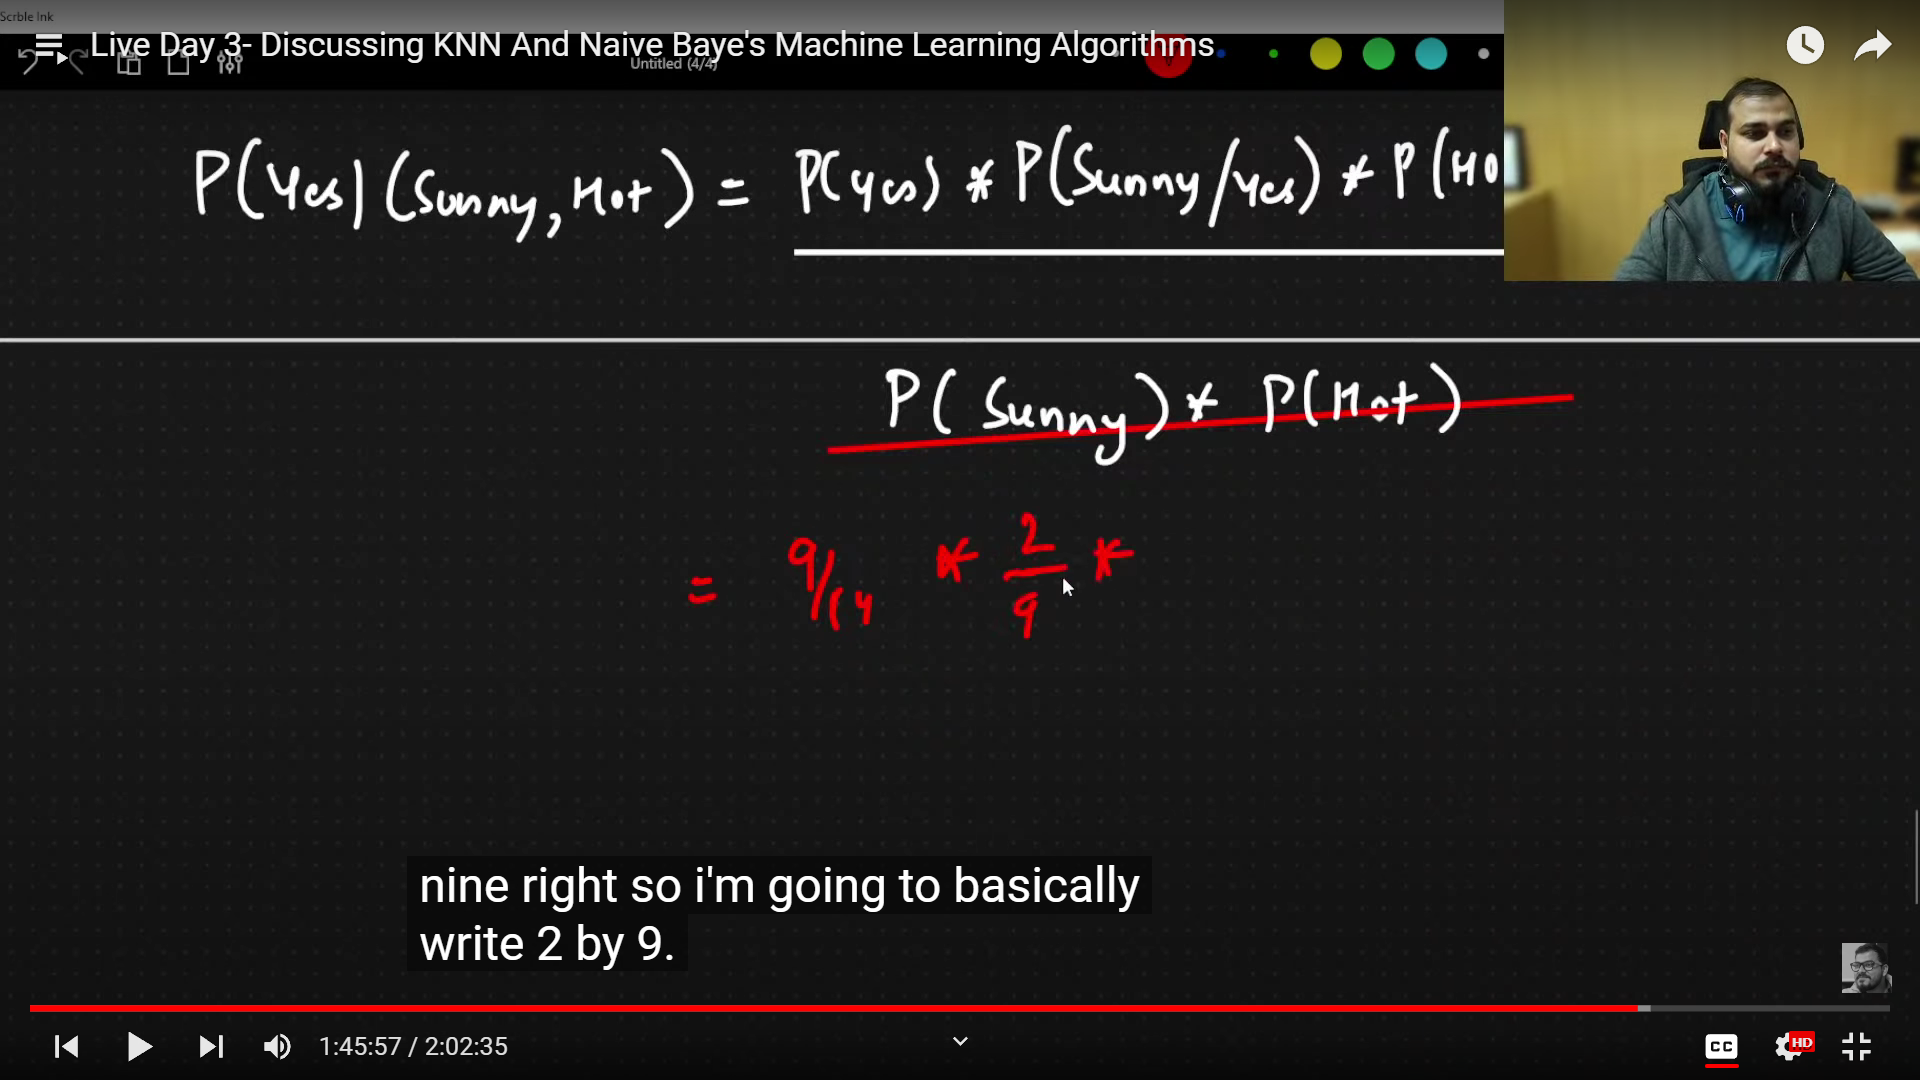 Scrble Ink
Live Day 3- Discussing KNN And Naive Baye's Machine Learning Algorithms
Untitled (4/4)
P(Yes) (Sunny, Hot) = P(yes) * P(Sunny/yes) * P(HO
P(Sunny) * P(Hot)
= 9/14 * 2/9 *
nine right so i'm going to basically
write 2 by 9.
1:45:57 / 2:02:35
CC
HD